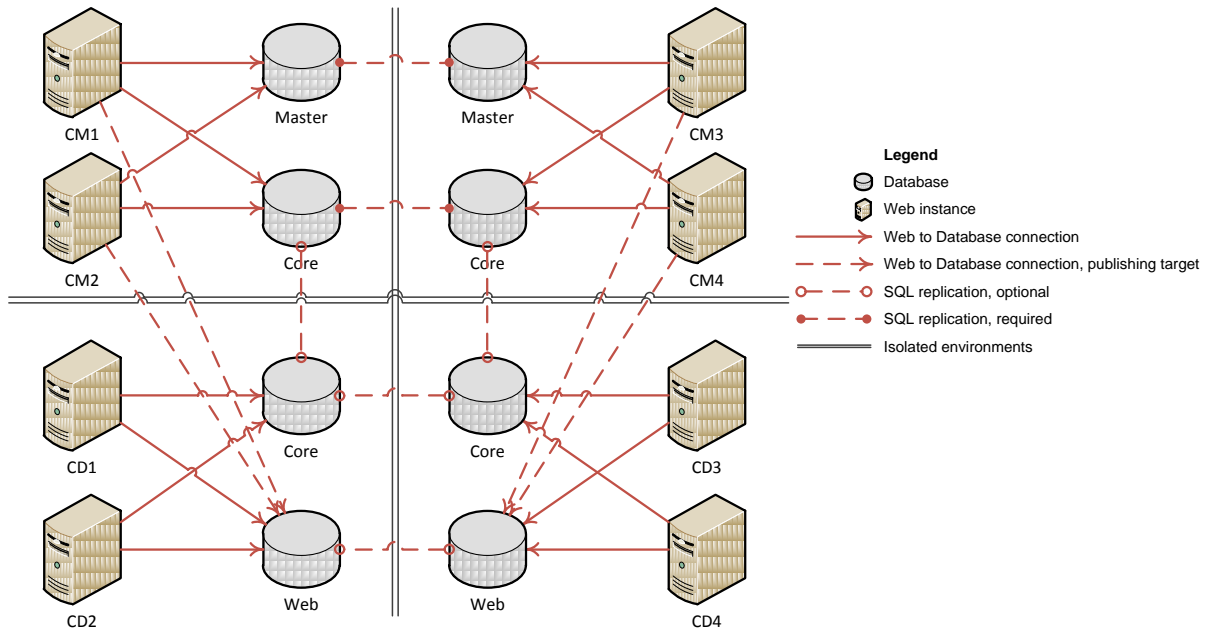 Master
Master
CM1
CM3
Core
Core
CM2
CM4
Core
Core
CD1
CD3
Web
Web
CD2
CD4
Legend
Database
Web instance
Web to Database connection
Web to Database connection, publishing target
SQL replication, optional
SQL replication, required
Isolated environments